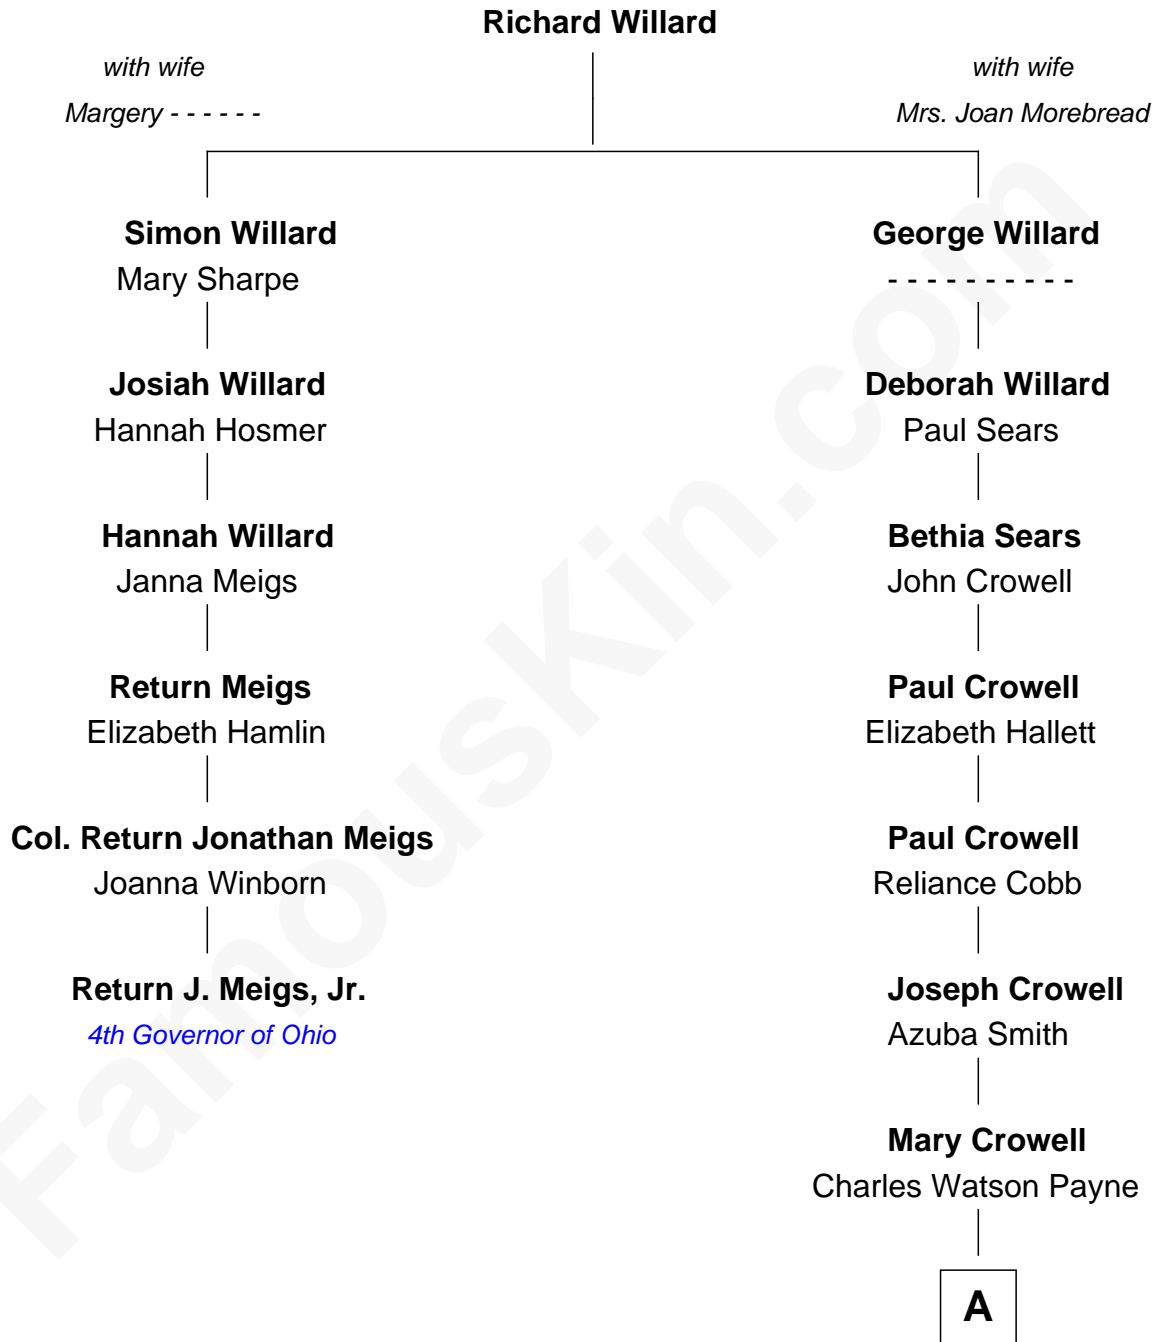 Richard Willard
with wife
Margery - - - - - -
with wife
Mrs. Joan Morebread
Simon Willard
Mary Sharpe
George Willard
- - - - - - - - - -
Josiah Willard
Hannah Hosmer
Deborah Willard
Paul Sears
Hannah Willard
Janna Meigs
Bethia Sears
John Crowell
Return Meigs
Elizabeth Hamlin
Paul Crowell
Elizabeth Hallett
Col. Return Jonathan Meigs
Joanna Winborn
Paul Crowell
Reliance Cobb
Return J. Meigs, Jr.
4th Governor of Ohio
Joseph Crowell
Azuba Smith
Mary Crowell
Charles Watson Payne
A
FamousKin.com